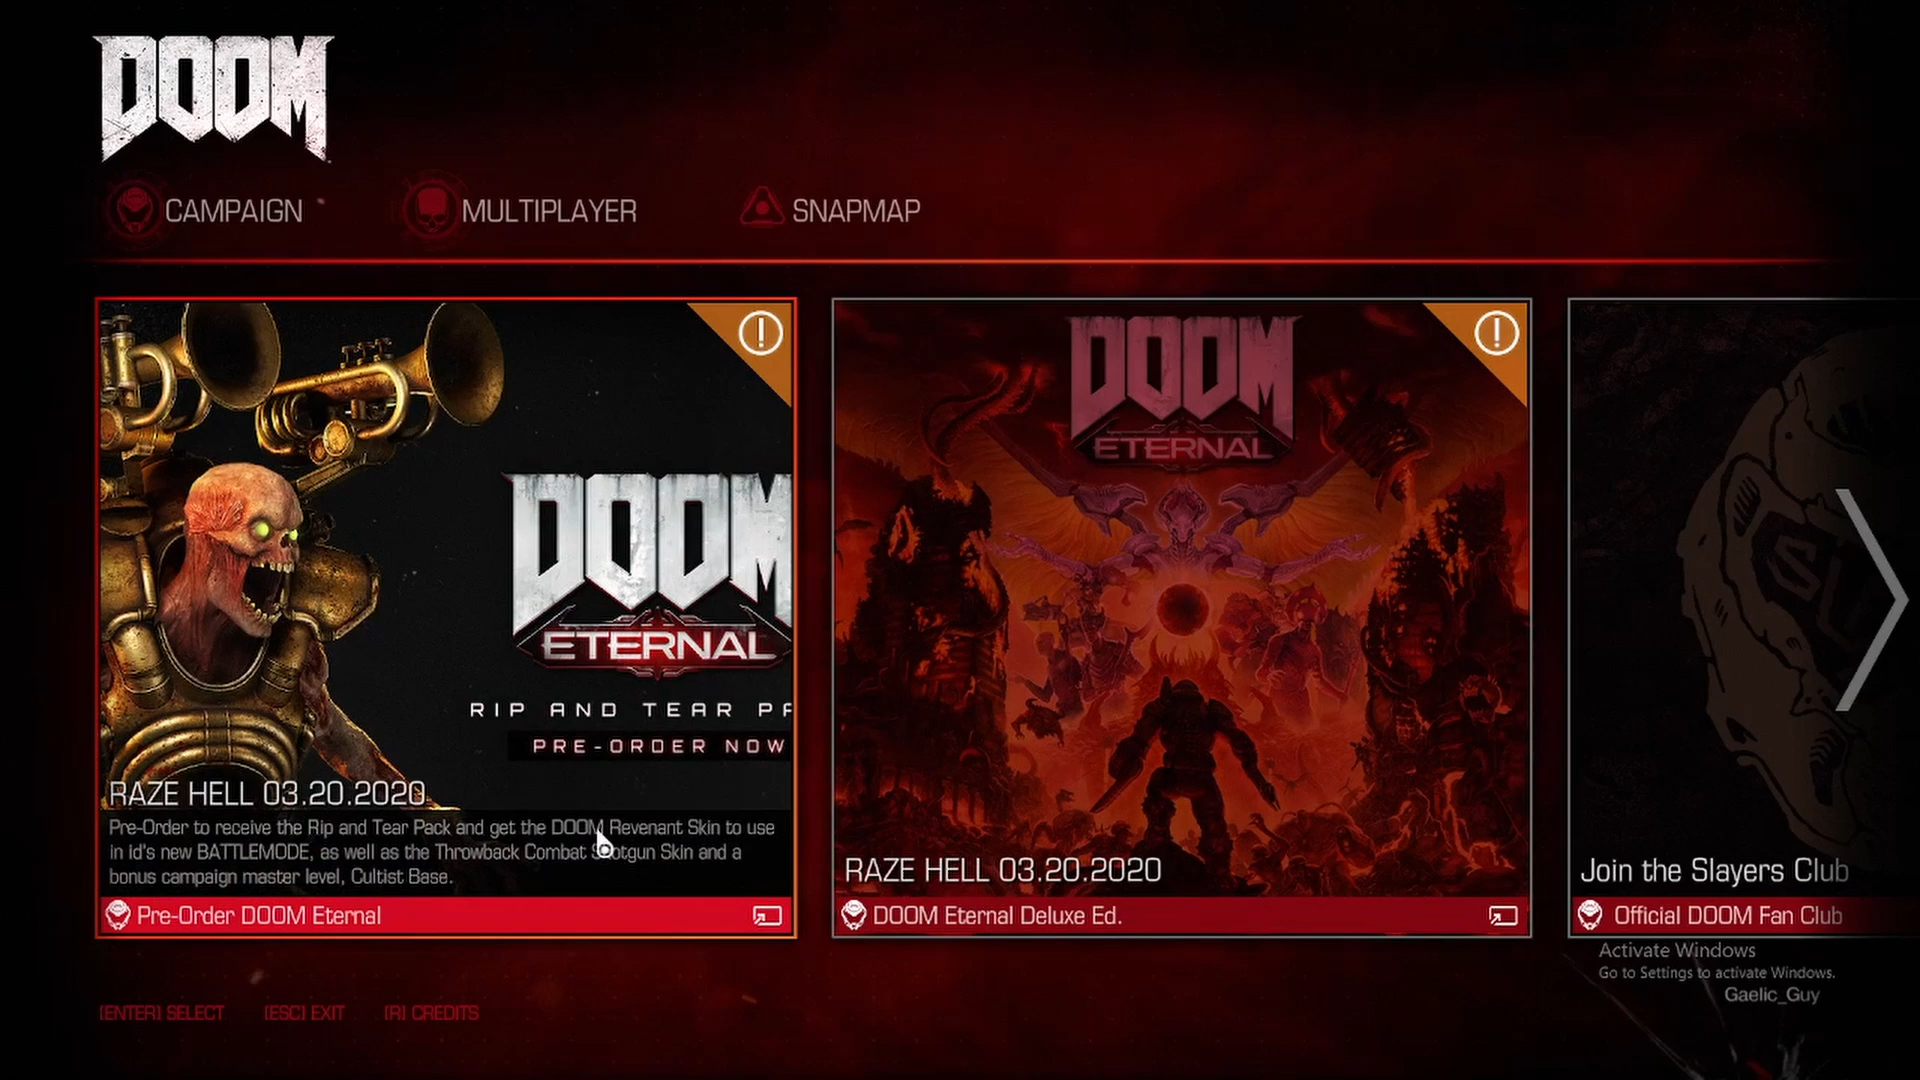 DOOM
CAMPAIGN
MULTIPLAYER
SNAPMAP
DOOM
ETERNAL
RIP AND TEAR PA
PRE-ORDER NOW
RAZE HELL 03.20.2020
Pre-Order to receive the Rip and Tear Pack and get the DOOM Revenant Skin to use
in id's new BATTLEMODE, as well as the Throwback Combat Shotgun Skin and a
bonus campaign master level, Cultist Base.
Pre-Order DOOM Eternal
DOOM
ETERNAL
RAZE HELL 03.20.2020
DOOM Eternal Deluxe Ed.
Join the Slayers Club
Official DOOM Fan Club
Activate Windows
Go to Settings to activate Windows.
Gaelic_Guy
[ENTER] SELECT
[ESC] EXIT
[R] CREDITS